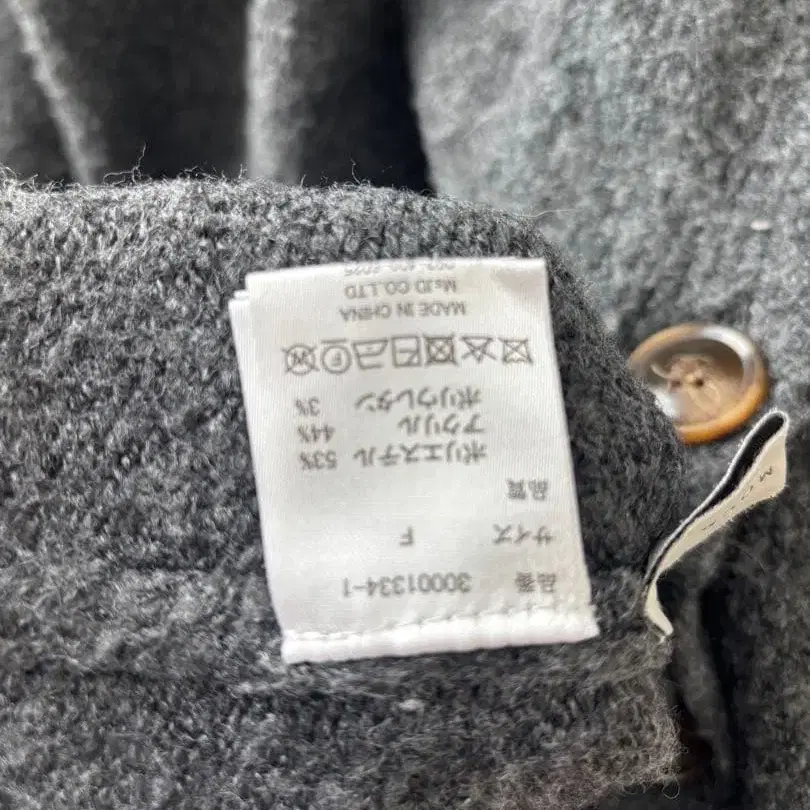 品番 30001334-1
サイズ F
品質
ポリエステル 53%
アクリル 44%
ポリウレタン 3%
MADE IN CHINA
M&JD CO.,LTD